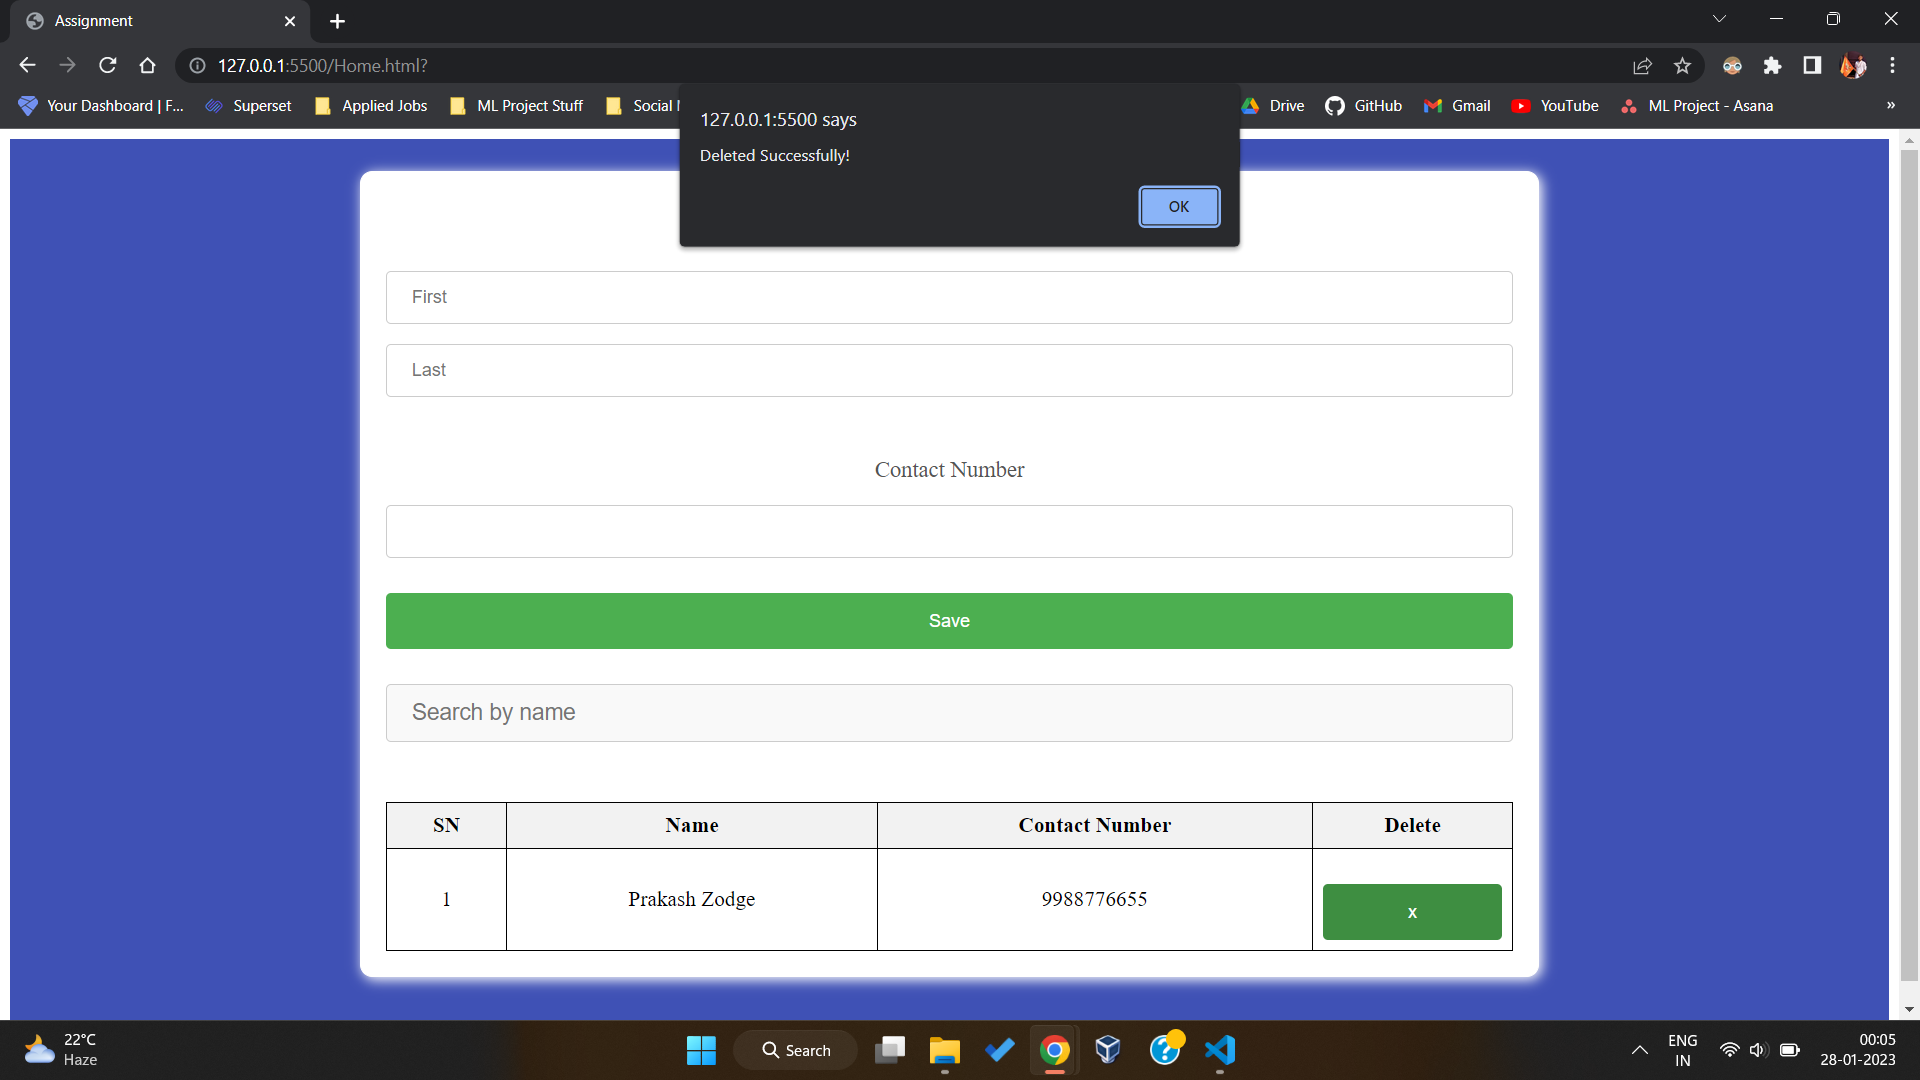 Assignment
127.0.0.1:5500/Home.html?
Your Dashboard | F...
Superset
Applied Jobs
ML Project Stuff
Social
Drive
GitHub
Gmail
YouTube
ML Project - Asana
»
127.0.0.1:5500 says
Deleted Successfully!
OK
First
Last
Contact Number
Save
Search by name
SN Name Contact Number Delete
1 Prakash Zodge 9988776655 x
22°C
Haze
Search
ENG
IN
00:05
28-01-2023